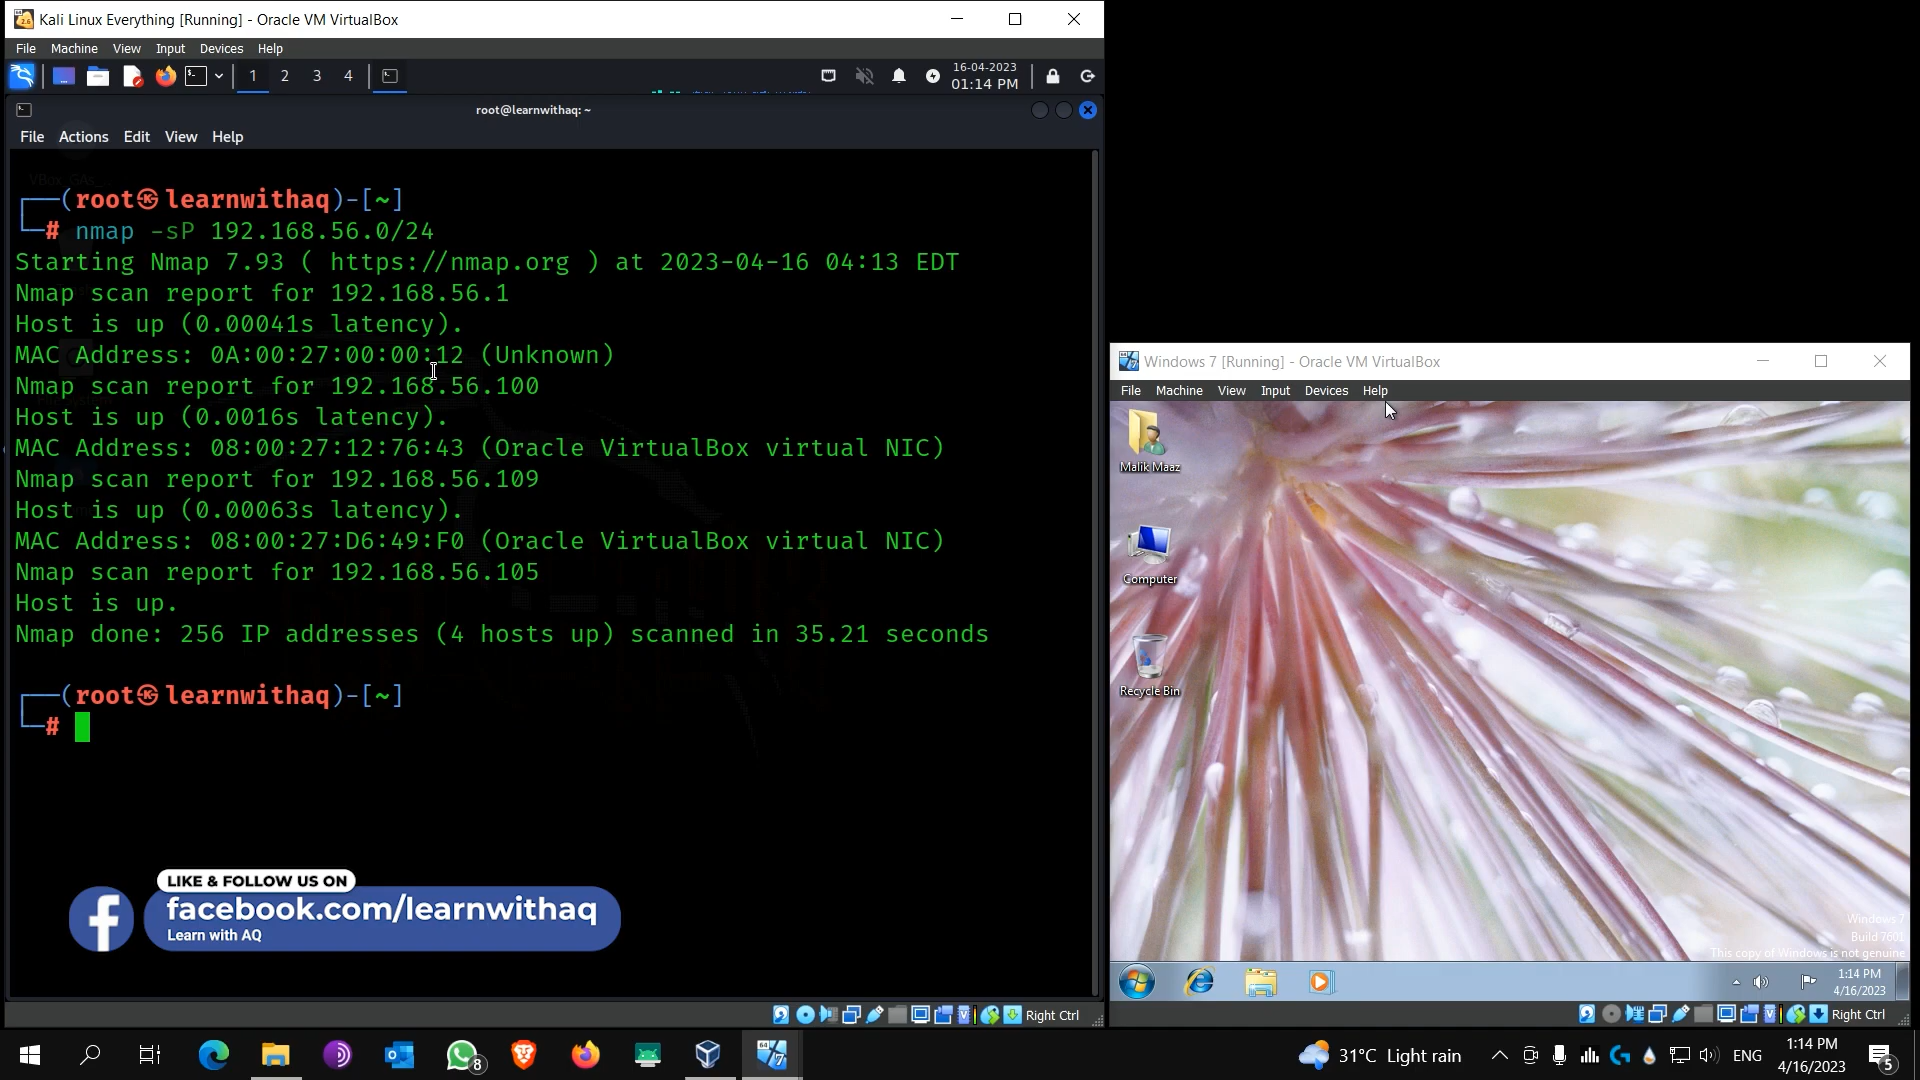 Kali Linux Everything [Running] - Oracle VM VirtualBox
File Machine View Input Devices Help
1 2 3 4
16-04-2023
01:14 PM
root@learnwithaq: ~
File Actions Edit View Help
┌──(root㉿learnwithaq)-[~]
└─# nmap -sP 192.168.56.0/24
Starting Nmap 7.93 ( https://nmap.org ) at 2023-04-16 04:13 EDT
Nmap scan report for 192.168.56.1
Host is up (0.00041s latency).
MAC Address: 0A:00:27:00:00:12 (Unknown)
Nmap scan report for 192.168.56.100
Host is up (0.0016s latency).
MAC Address: 08:00:27:12:76:43 (Oracle VirtualBox virtual NIC)
Nmap scan report for 192.168.56.109
Host is up (0.00063s latency).
MAC Address: 08:00:27:D6:49:F0 (Oracle VirtualBox virtual NIC)
Nmap scan report for 192.168.56.105
Host is up.
Nmap done: 256 IP addresses (4 hosts up) scanned in 35.21 seconds
┌──(root㉿learnwithaq)-[~]
└─#
LIKE & FOLLOW US ON
facebook.com/learnwithaq
Learn with AQ
Right Ctrl
Windows 7 [Running] - Oracle VM VirtualBox
File Machine View Input Devices Help
Malik Maaz
Computer
Recycle Bin
Windows 7
Build 7601
This copy of Windows is not genuine
1:14 PM
4/16/2023
Right Ctrl
8
64
7
31°C Light rain
ENG
1:14 PM
4/16/2023
5